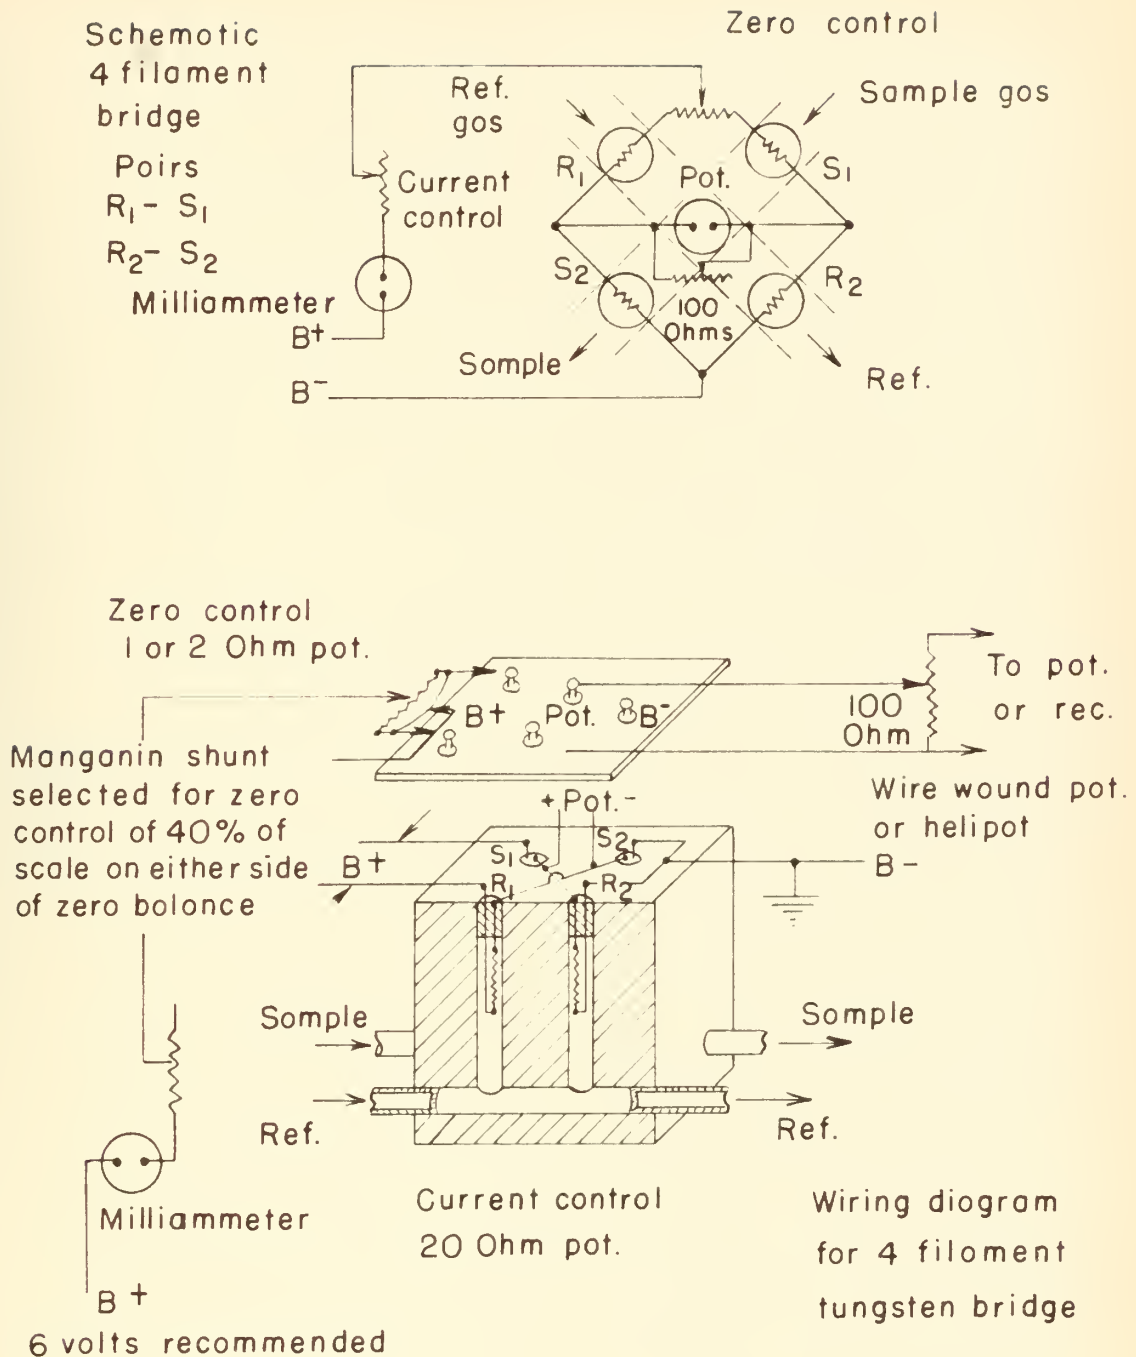 Schemotic
4 filament
bridge
Poirs
R₁ - S₁
R₂ - S₂
Zero control
Ref.
gos
Sample gos
Current
control
R₁
Pot.
S₁
S₂
R₂
100
Ohms
Milliammeter
B+
B-
Somple
Ref.
Zero control
1 or 2 Ohm pot.
B+
Pot.
B-
100
Ohm
To pot.
or rec.
Wire wound pot.
or helipot
Manganin shunt
selected for zero
control of 40% of
scale on either side
of zero bolonce
+ Pot. -
S₁
S₂
B+
R₁
R₂
B-
Somple
Somple
Ref.
Ref.
Milliammeter
B+
6 volts recommended
Current control
20 Ohm pot.
Wiring diogram
for 4 filoment
tungsten bridge